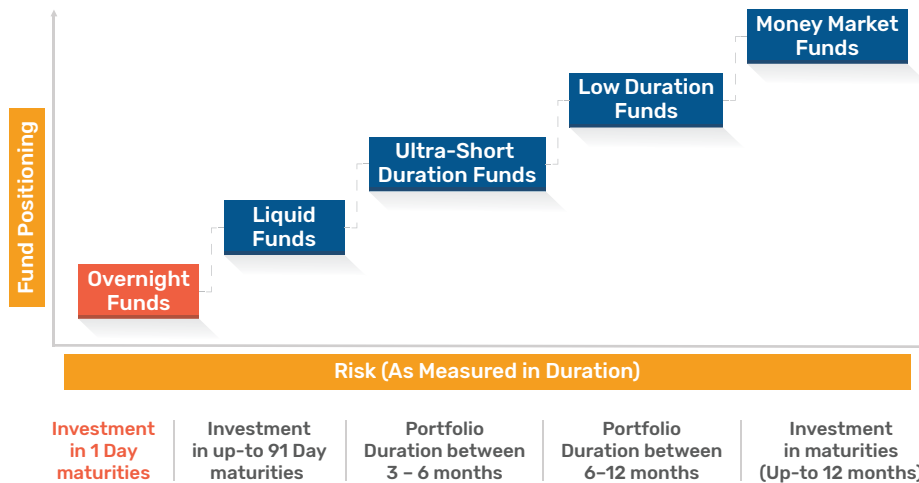 Money Market
Funds
Low Duration
Funds
Ultra-Short
Duration Funds
Liquid
Funds
Overnight
Funds
Fund Positioning
Risk (As Measured in Duration)
Investment
in 1 Day
maturities
Investment
in up-to 91 Day
maturities
Portfolio
Duration between
3 – 6 months
Portfolio
Duration between
6–12 months
Investment
in maturities
(Up-to 12 months)